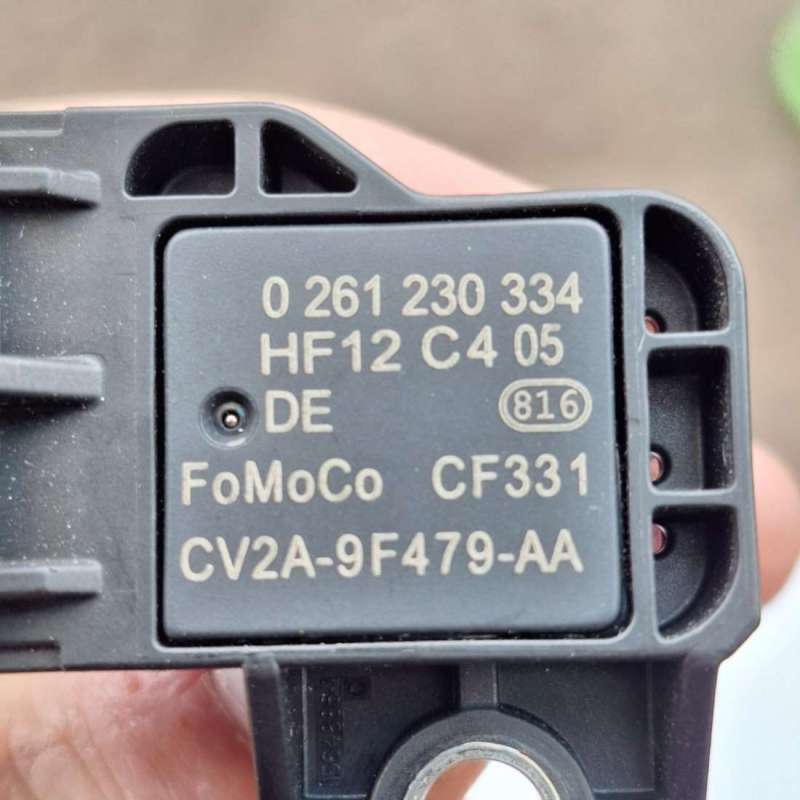 0 261 230 334
HF12 C4 05
DE 816
FoMoCo CF331
CV2A-9F479-AA